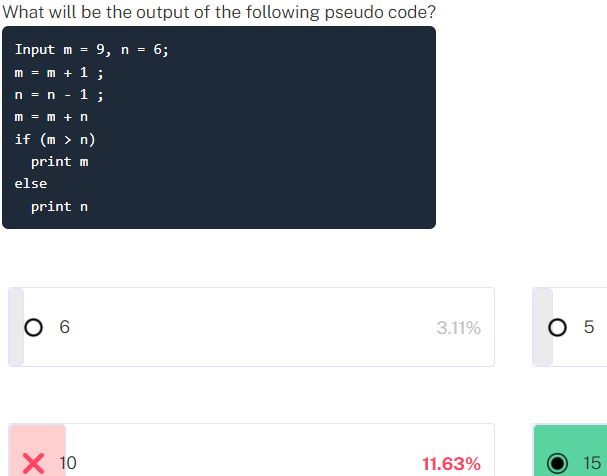 What will be the output of the following pseudo code?
Input m = 9, n = 6;
m = m + 1 ;
n = n - 1 ;
m = m + n
if (m > n)
print m
else
print n
6 3.11% 5
10 11.63% 15